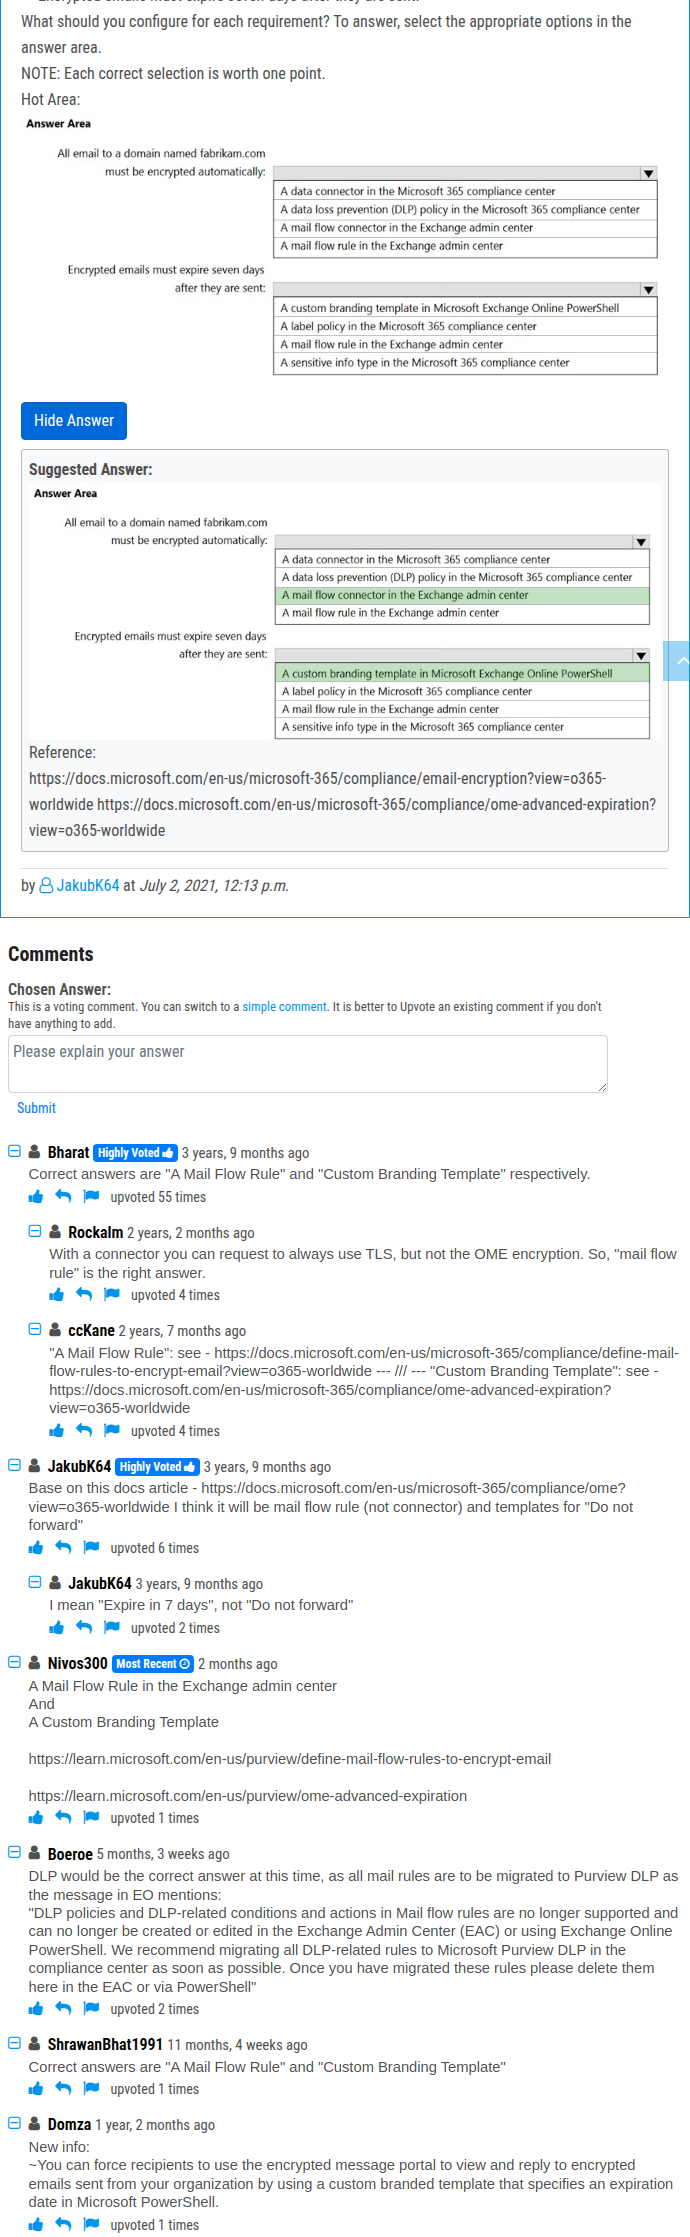 Encrypted emails must expire seven days after they are sent.
What should you configure for each requirement? To answer, select the appropriate options in the
answer area.
NOTE: Each correct selection is worth one point.
Hot Area:
Answer Area
All email to a domain named fabrikam.com
must be encrypted automatically:
A data connector in the Microsoft 365 compliance center
A data loss prevention (DLP) policy in the Microsoft 365 compliance center
A mail flow connector in the Exchange admin center
A mail flow rule in the Exchange admin center
Encrypted emails must expire seven days
after they are sent:
A custom branding template in Microsoft Exchange Online PowerShell
A label policy in the Microsoft 365 compliance center
A mail flow rule in the Exchange admin center
A sensitive info type in the Microsoft 365 compliance center
Hide Answer
Suggested Answer:
Answer Area
All email to a domain named fabrikam.com
must be encrypted automatically:
A data connector in the Microsoft 365 compliance center
A data loss prevention (DLP) policy in the Microsoft 365 compliance center
A mail flow connector in the Exchange admin center
A mail flow rule in the Exchange admin center
Encrypted emails must expire seven days
after they are sent:
A custom branding template in Microsoft Exchange Online PowerShell
A label policy in the Microsoft 365 compliance center
A mail flow rule in the Exchange admin center
A sensitive info type in the Microsoft 365 compliance center
Reference:
https://docs.microsoft.com/en-us/microsoft-365/compliance/email-encryption?view=o365-
worldwide https://docs.microsoft.com/en-us/microsoft-365/compliance/ome-advanced-expiration?
view=o365-worldwide
by JakubK64 at July 2, 2021, 12:13 p.m.
Comments
Chosen Answer:
This is a voting comment. You can switch to a simple comment. It is better to Upvote an existing comment if you don't
have anything to add.
Please explain your answer
Submit
Bharat Highly Voted 3 years, 9 months ago
Correct answers are "A Mail Flow Rule" and "Custom Branding Template" respectively.
upvoted 55 times
Rockalm 2 years, 2 months ago
With a connector you can request to always use TLS, but not the OME encryption. So, "mail flow
rule" is the right answer.
upvoted 4 times
ccKane 2 years, 7 months ago
"A Mail Flow Rule": see - https://docs.microsoft.com/en-us/microsoft-365/compliance/define-mail-
flow-rules-to-encrypt-email?view=o365-worldwide --- /// --- "Custom Branding Template": see -
https://docs.microsoft.com/en-us/microsoft-365/compliance/ome-advanced-expiration?
view=o365-worldwide
upvoted 4 times
JakubK64 Highly Voted 3 years, 9 months ago
Base on this docs article - https://docs.microsoft.com/en-us/microsoft-365/compliance/ome?
view=o365-worldwide I think it will be mail flow rule (not connector) and templates for "Do not
forward"
upvoted 6 times
JakubK64 3 years, 9 months ago
I mean "Expire in 7 days", not "Do not forward"
upvoted 2 times
Nivos300 Most Recent 2 months ago
A Mail Flow Rule in the Exchange admin center
And
A Custom Branding Template
https://learn.microsoft.com/en-us/purview/define-mail-flow-rules-to-encrypt-email
https://learn.microsoft.com/en-us/purview/ome-advanced-expiration
upvoted 1 times
Boeroe 5 months, 3 weeks ago
DLP would be the correct answer at this time, as all mail rules are to be migrated to Purview DLP as
the message in EO mentions:
"DLP policies and DLP-related conditions and actions in Mail flow rules are no longer supported and
can no longer be created or edited in the Exchange Admin Center (EAC) or using Exchange Online
PowerShell. We recommend migrating all DLP-related rules to Microsoft Purview DLP in the
compliance center as soon as possible. Once you have migrated these rules please delete them
here in the EAC or via PowerShell"
upvoted 2 times
ShrawanBhat1991 11 months, 4 weeks ago
Correct answers are "A Mail Flow Rule" and "Custom Branding Template"
upvoted 1 times
Domza 1 year, 2 months ago
New info:
~You can force recipients to use the encrypted message portal to view and reply to encrypted
emails sent from your organization by using a custom branded template that specifies an expiration
date in Microsoft PowerShell.
upvoted 1 times